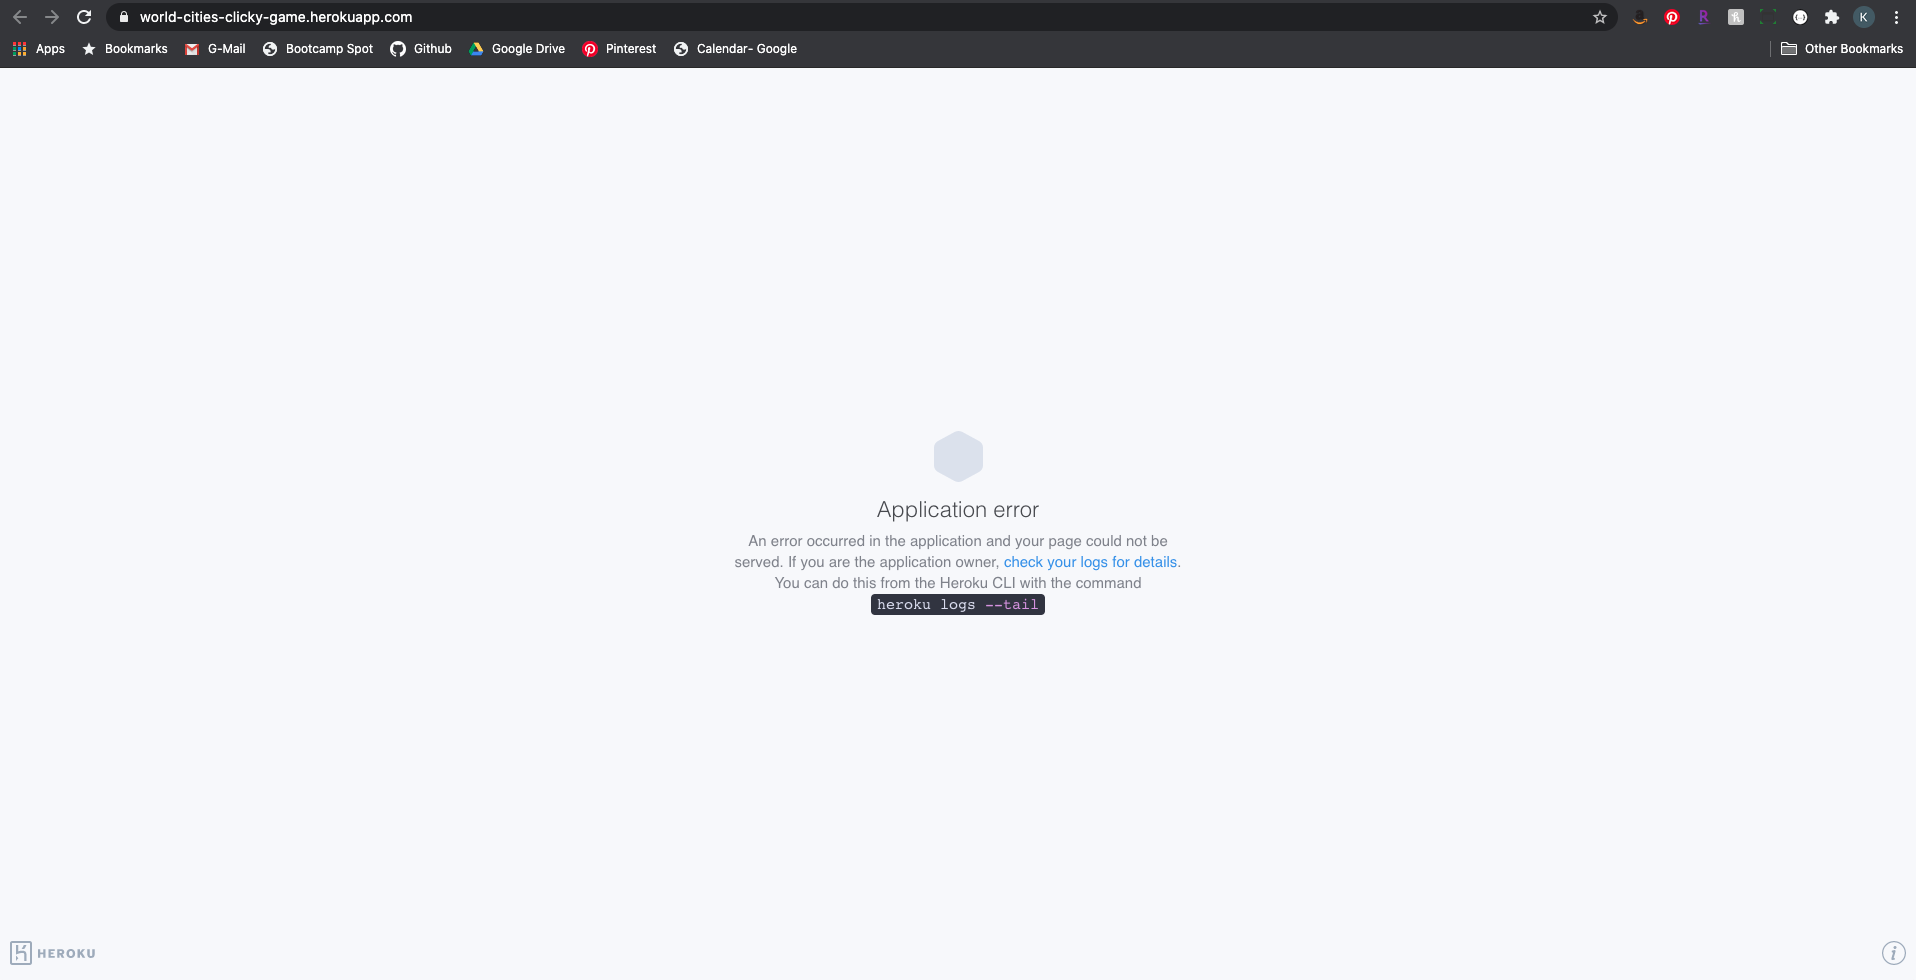 world-cities-clicky-game.herokuapp.com
R
K
Apps
Bookmarks
G-Mail
Bootcamp Spot
Github
Google Drive
Pinterest
Calendar- Google
Other Bookmarks
Application error
An error occurred in the application and your page could not be
served. If you are the application owner, check your logs for details.
You can do this from the Heroku CLI with the command
heroku logs --tail
HEROKU
i